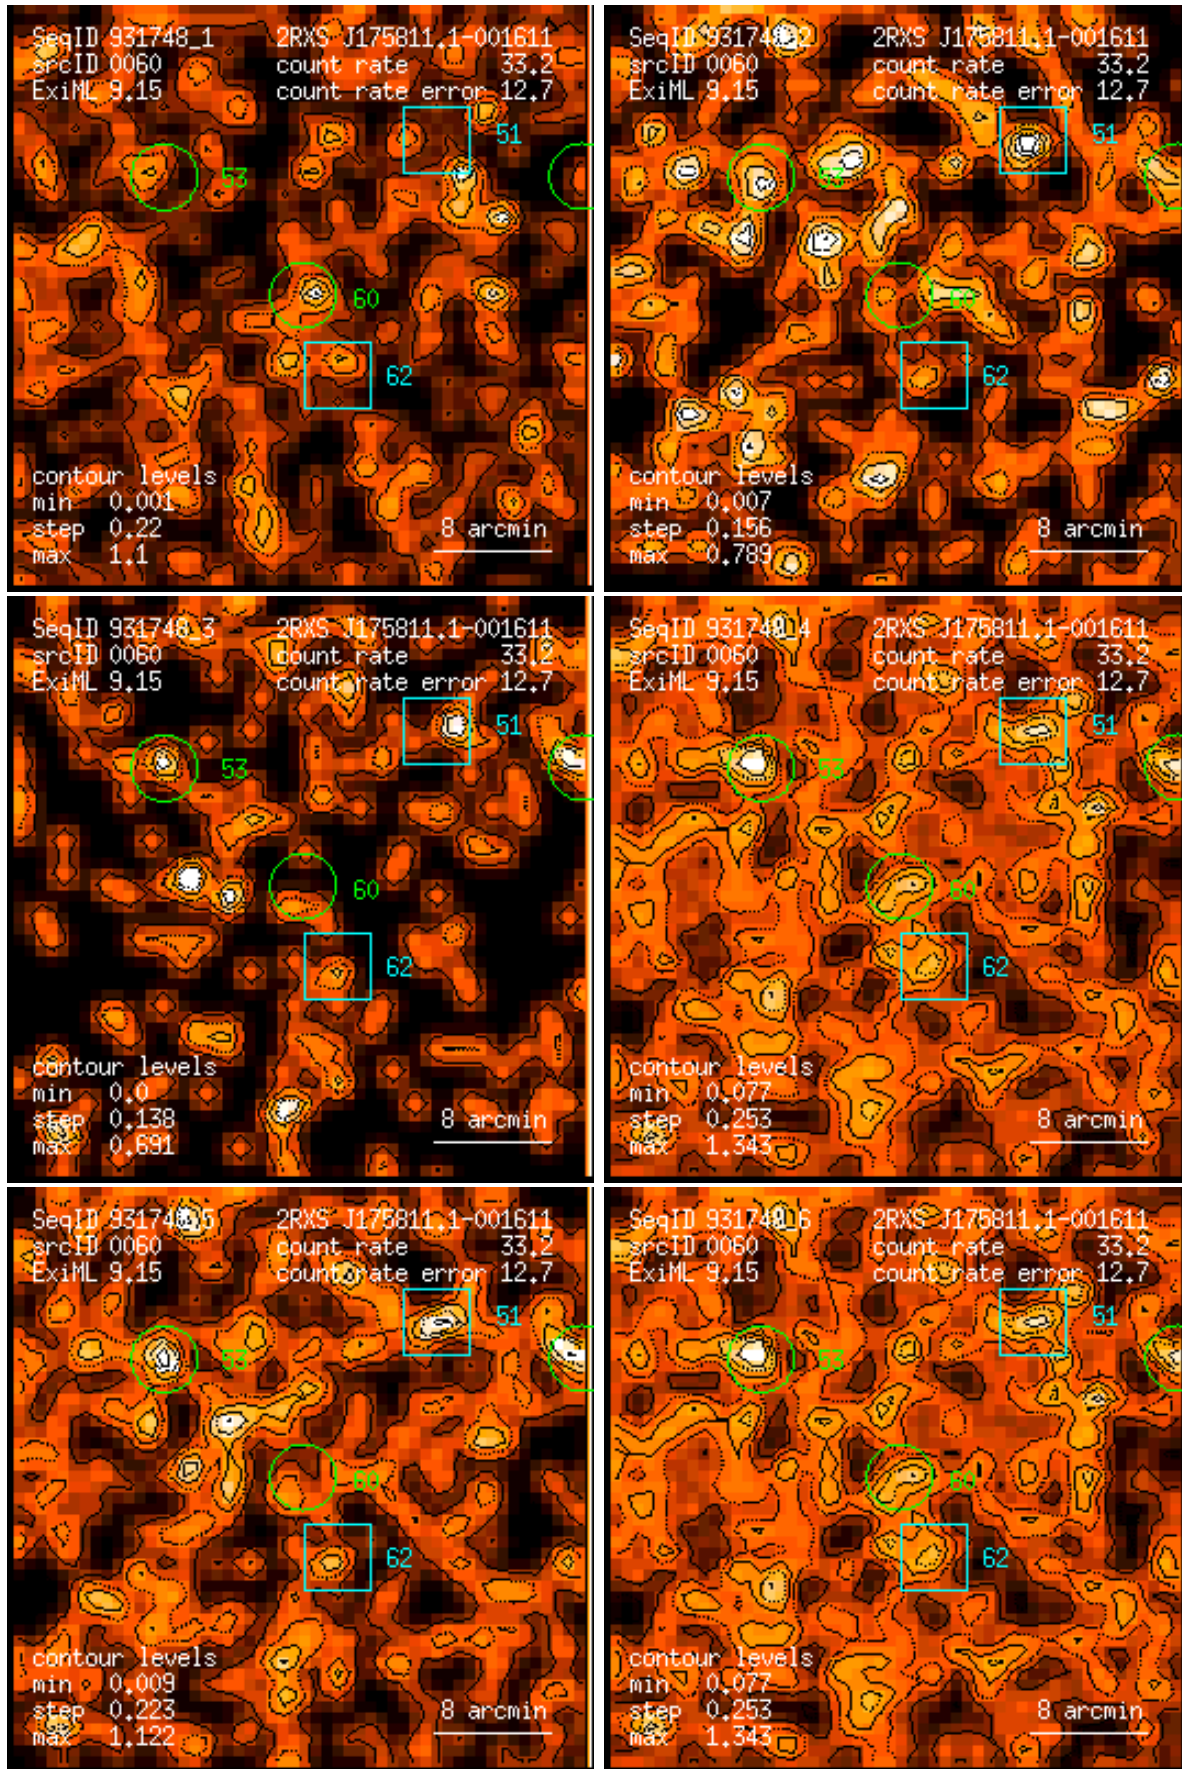 SeqID 931748_1 2RXS J175811.1-001611
srcID 0060 count rate 33.2
ExiML 9.15 count rate error 12.7
51
53
60
62
contour levels
min 0.001
step 0.22
max 1.1
8 arcmin
SeqID 931748_2 2RXS J175811.1-001611
srcID 0060 count rate 33.2
ExiML 9.15 count rate error 12.7
51
53
60
62
contour levels
min 0.007
step 0.156
max 0.789
8 arcmin
SeqID 931748_3 2RXS J175811.1-001611
srcID 0060 count rate 33.2
ExiML 9.15 count rate error 12.7
51
53
60
62
contour levels
min 0.0
step 0.138
max 0.691
8 arcmin
SeqID 931748_4 2RXS J175811.1-001611
srcID 0060 count rate 33.2
ExiML 9.15 count rate error 12.7
51
53
60
62
contour levels
min 0.077
step 0.253
max 1.343
8 arcmin
SeqID 931748_5 2RXS J175811.1-001611
srcID 0060 count rate 33.2
ExiML 9.15 count rate error 12.7
51
53
60
62
contour levels
min 0.009
step 0.223
max 1.122
8 arcmin
SeqID 931748_6 2RXS J175811.1-001611
srcID 0060 count rate 33.2
ExiML 9.15 count rate error 12.7
51
53
60
62
contour levels
min 0.077
step 0.253
max 1.343
8 arcmin